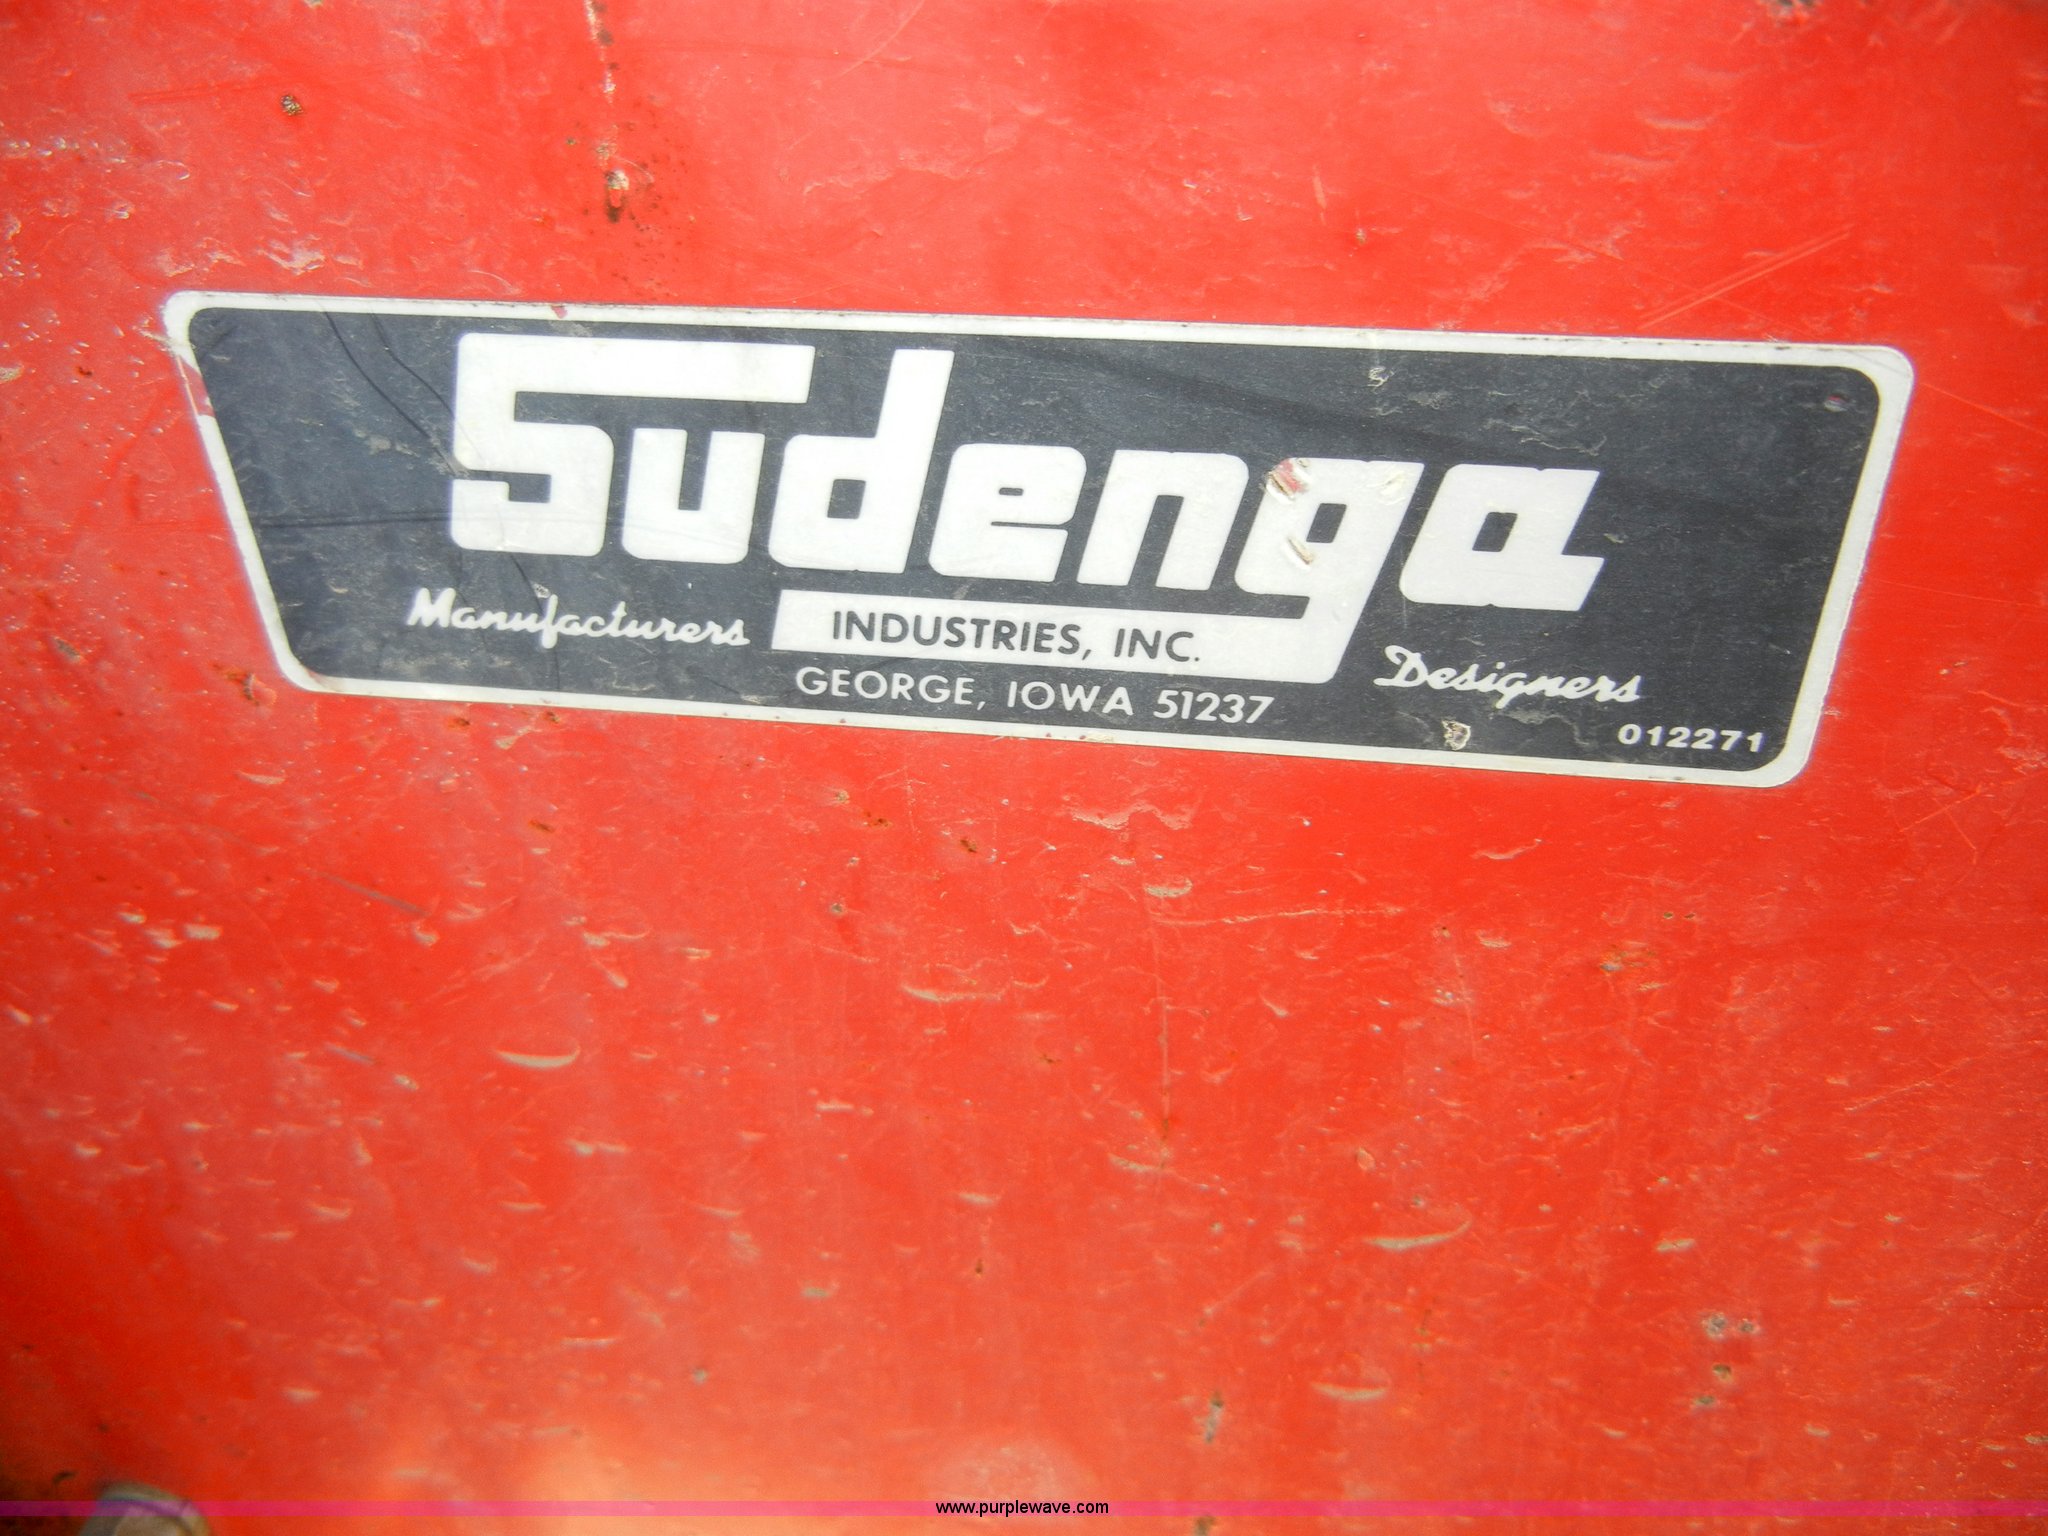 Sudenga
Manufacturers INDUSTRIES, INC. Designers
GEORGE, IOWA 51237
012271
www.purplewave.com